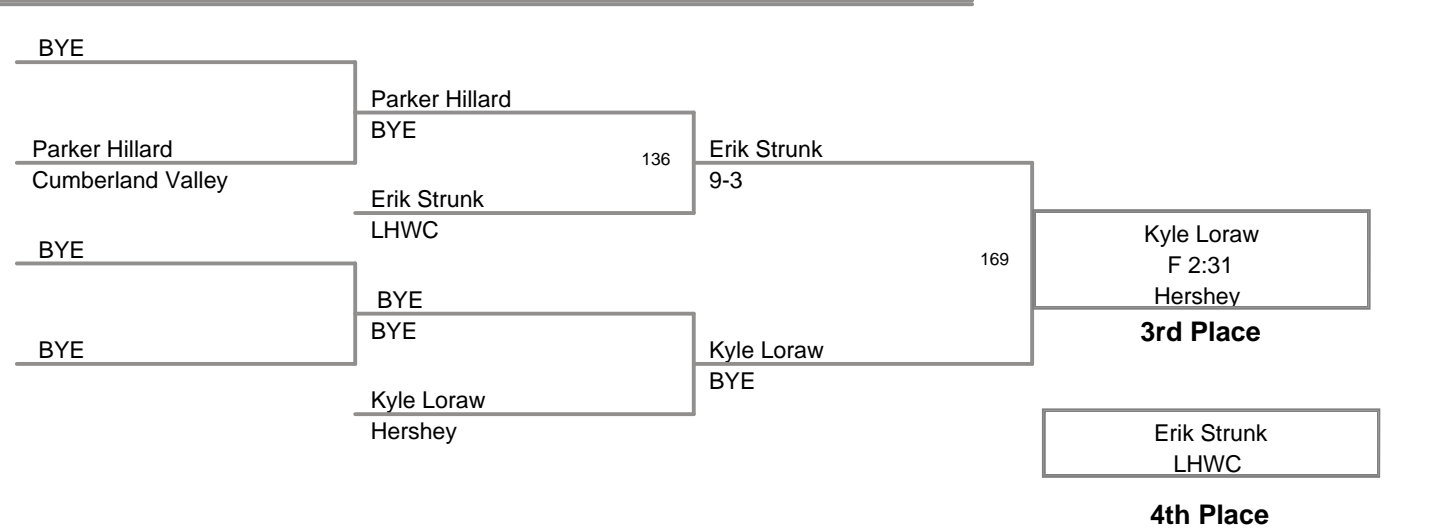 BYE
Parker Hillard
BYE
Parker Hillard
Cumberland Valley
136
Erik Strunk
9-3
Erik Strunk
LHWC
BYE
169
Kyle Loraw
F 2:31
Hershey
3rd Place
BYE
BYE
BYE
Kyle Loraw
BYE
Kyle Loraw
Hershey
Erik Strunk
LHWC
4th Place